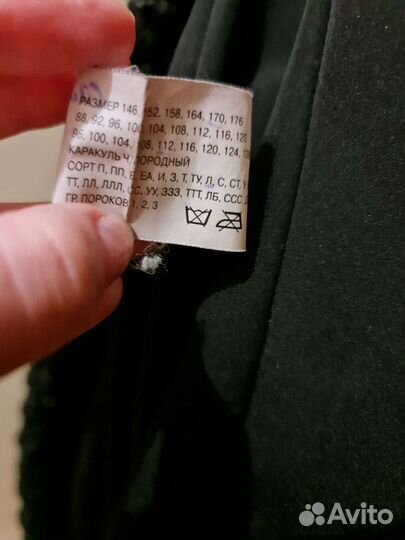 РАЗМЕР 146, 152, 158, 164, 170, 176
88, 92, 96, 100, 104, 108, 112, 116, 120
96, 100, 104, 108, 112, 116, 120, 124,
КАРАКУЛЬ Ч РОДНЫЙ
СОРТ П, ПП, Е, ЕА, И, З, Т, ТУ, Л, С, СТ, У,
ТТ, ЛЛ, ЛЛЛ, СС, УУ, ЗЗЗ, ТТТ, ЛБ, ССС,
ГР. ПОРОКОВ 1, 2, 3
Avito